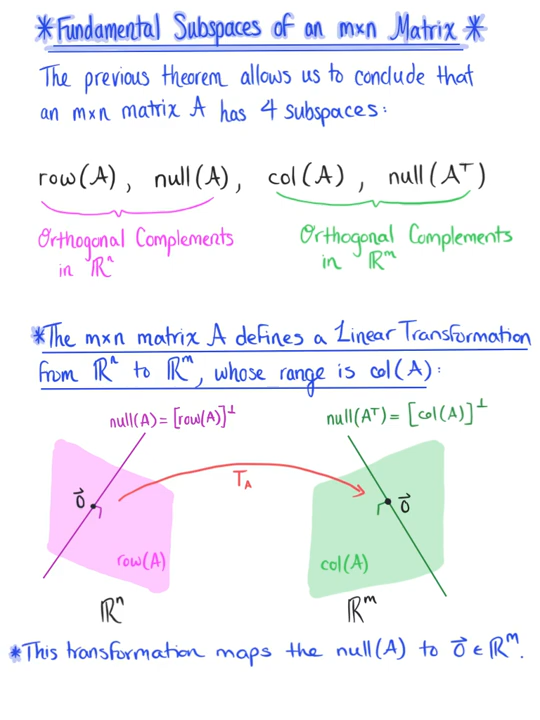 *Fundamental Subspaces of an m×n Matrix*
The previous theorem allows us to conclude that
an m×n matrix A has 4 subspaces:
row(A), null(A), col(A), null(Aᵀ)
Orthogonal Complements
in ℝⁿ
Orthogonal Complements
in ℝᵐ
*The m×n matrix A defines a Linear Transformation
from ℝⁿ to ℝᵐ, whose range is col(A):
null(A) = [row(A)]^⊥
null(Aᵀ) = [col(A)]^⊥
T_A
0⃗
0⃗
row(A)
col(A)
ℝⁿ
ℝᵐ
*This transformation maps the null(A) to 0⃗ ∈ ℝᵐ.